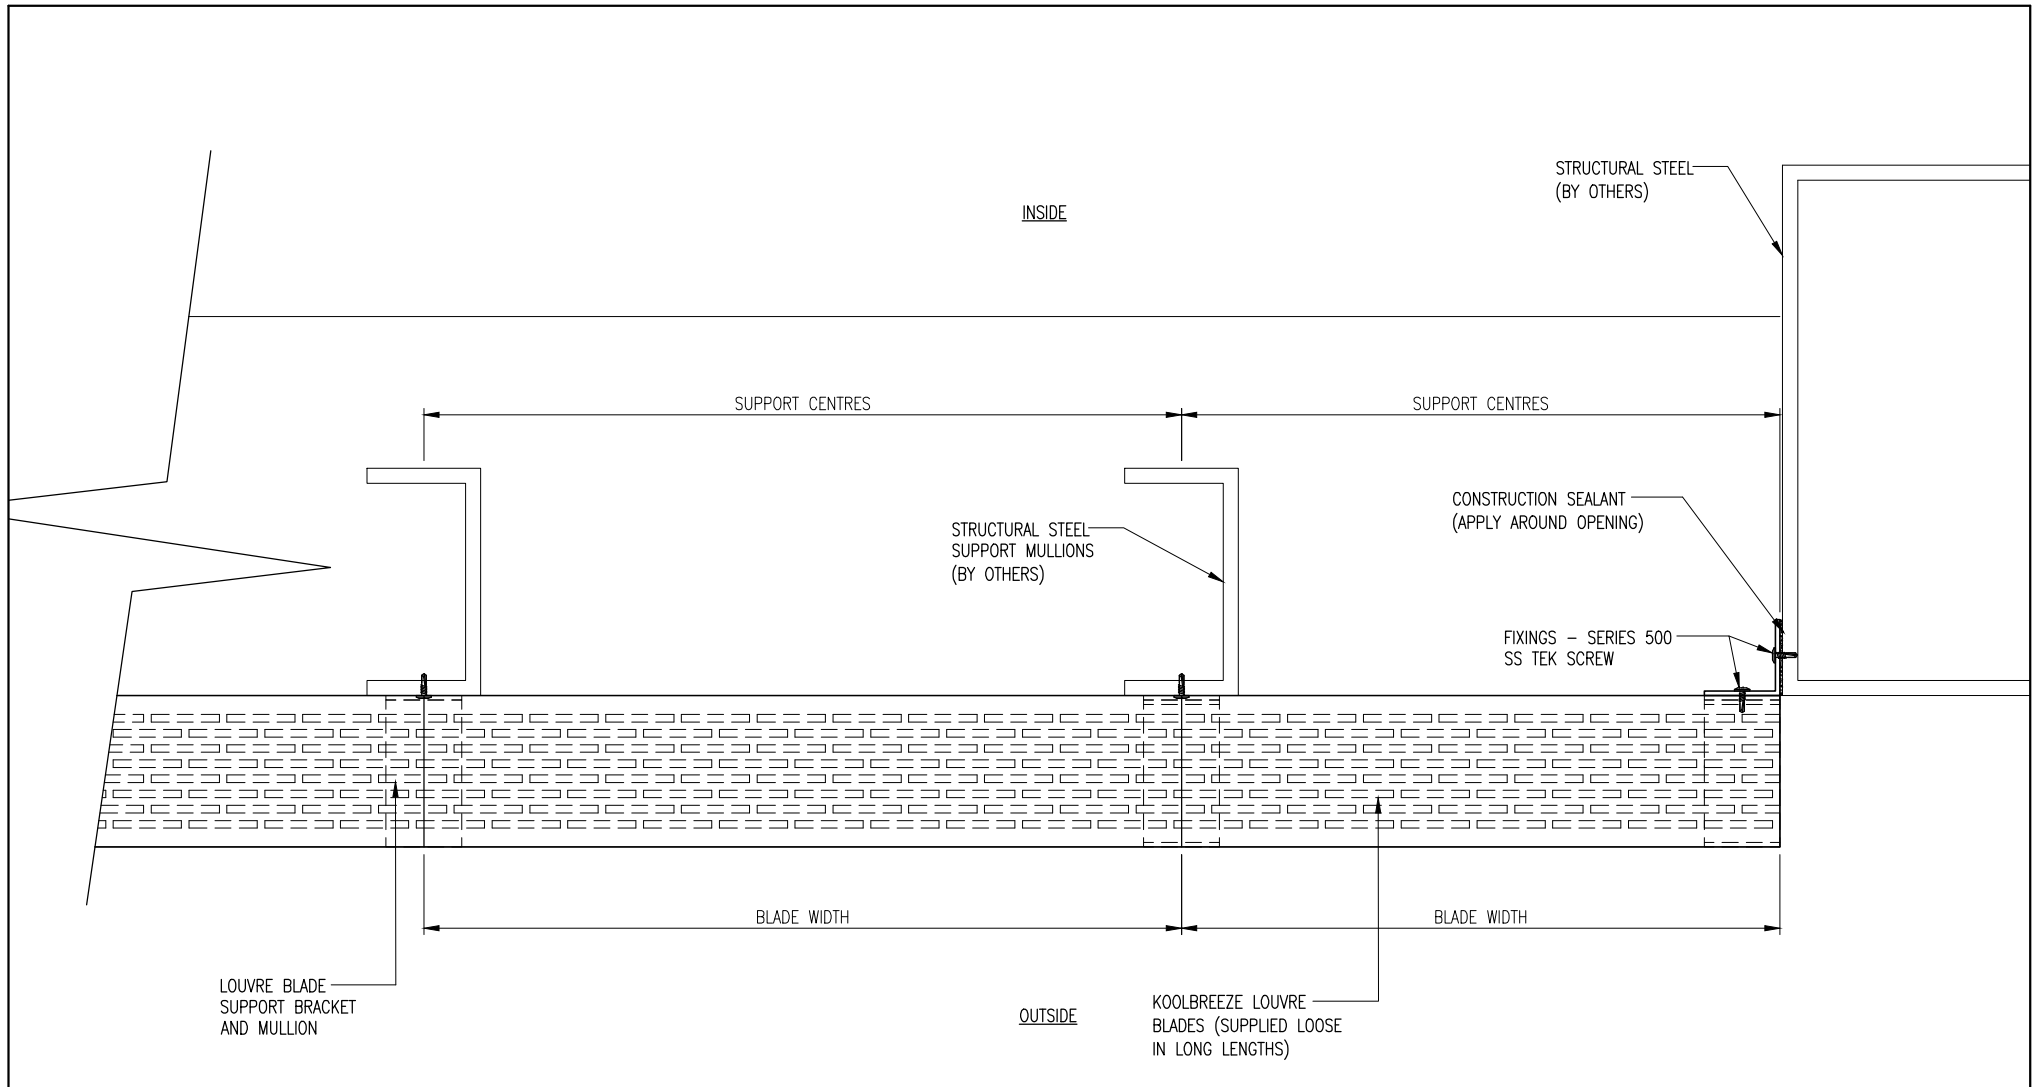 STRUCTURAL STEEL
(BY OTHERS)
INSIDE
SUPPORT CENTRES
SUPPORT CENTRES
CONSTRUCTION SEALANT
(APPLY AROUND OPENING)
STRUCTURAL STEEL
SUPPORT MULLIONS
(BY OTHERS)
FIXINGS - SERIES 500
SS TEK SCREW
BLADE WIDTH
BLADE WIDTH
LOUVRE BLADE
SUPPORT BRACKET
AND MULLION
OUTSIDE
KOOLBREEZE LOUVRE
BLADES (SUPPLIED LOOSE
IN LONG LENGTHS)